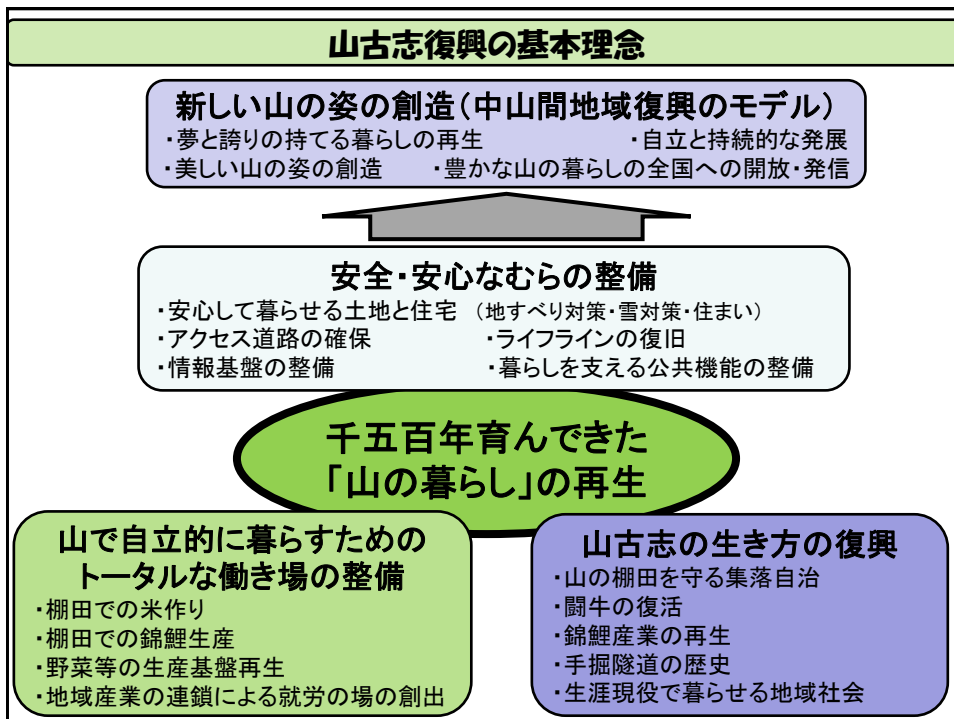 山古志復興の基本理念
新しい山の姿の創造(中山間地域復興のモデル)
・夢と誇りの持てる暮らしの再生 ・自立と持続的な発展
・美しい山の姿の創造 ・豊かな山の暮らしの全国への開放・発信
安全・安心なむらの整備
・安心して暮らせる土地と住宅 (地すべり対策・雪対策・住まい)
・アクセス道路の確保 ・ライフラインの復旧
・情報基盤の整備 ・暮らしを支える公共機能の整備
千五百年育んできた
「山の暮らし」の再生
山で自立的に暮らすための
トータルな働き場の整備
・棚田での米作り
・棚田での錦鯉生産
・野菜等の生産基盤再生
・地域産業の連鎖による就労の場の創出
山古志の生き方の復興
・山の棚田を守る集落自治
・闘牛の復活
・錦鯉産業の再生
・手掘隧道の歴史
・生涯現役で暮らせる地域社会